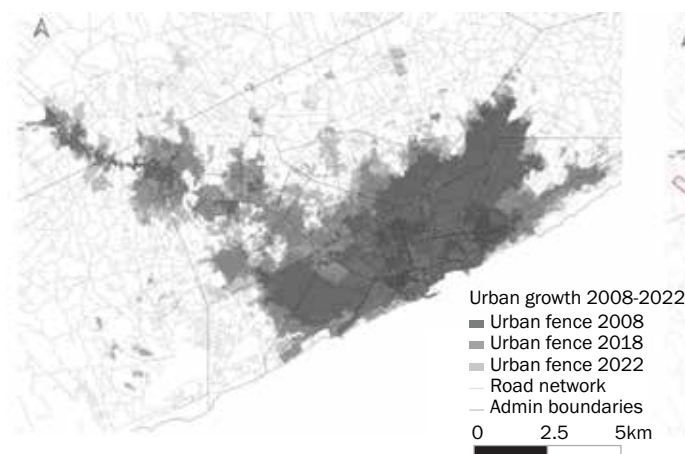 Urban growth 2008-2022
Urban fence 2008
Urban fence 2018
Urban fence 2022
Road network
Admin boundaries
0 2.5 5km